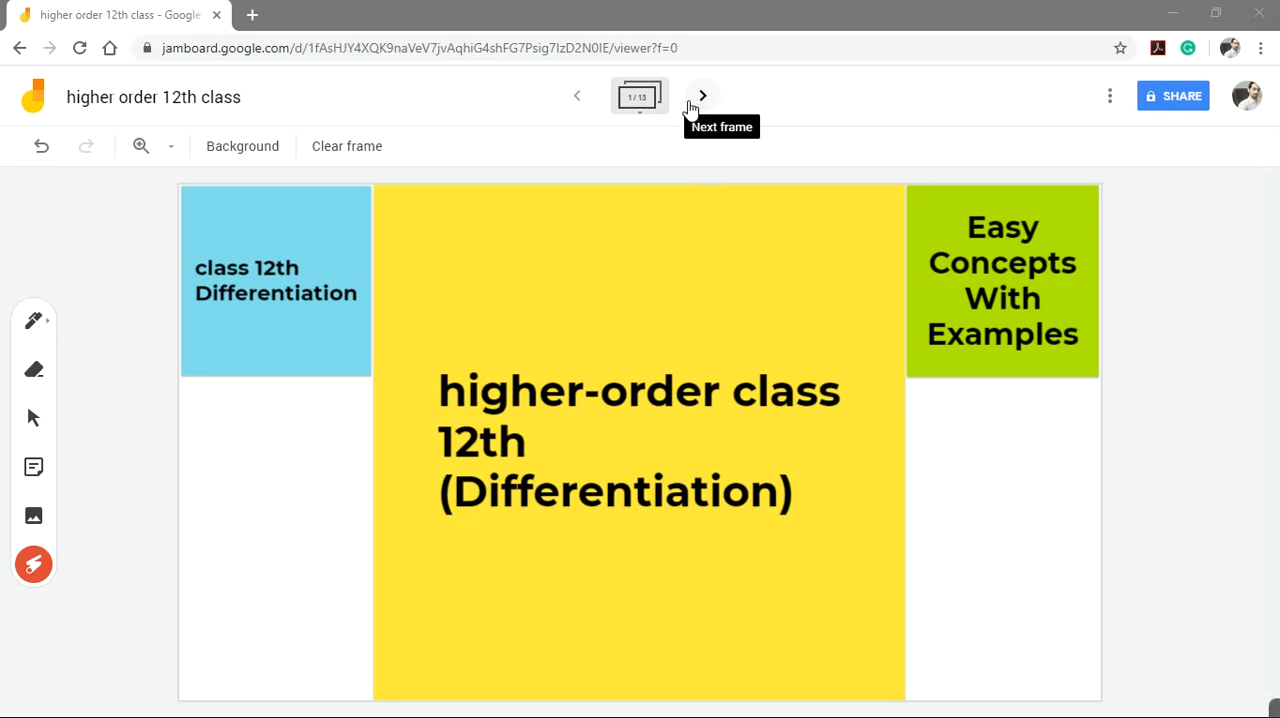 higher order 12th class - Google
jamboard.google.com/d/1fAsHJY4XQK9naVeV7jvAqhiG4shFG7Psig7IzD2N0IE/viewer?f=0
higher order 12th class
1 / 13
SHARE
Next frame
Background
Clear frame
class 12th
Differentiation
higher-order class
12th
(Differentiation)
Easy
Concepts
With
Examples